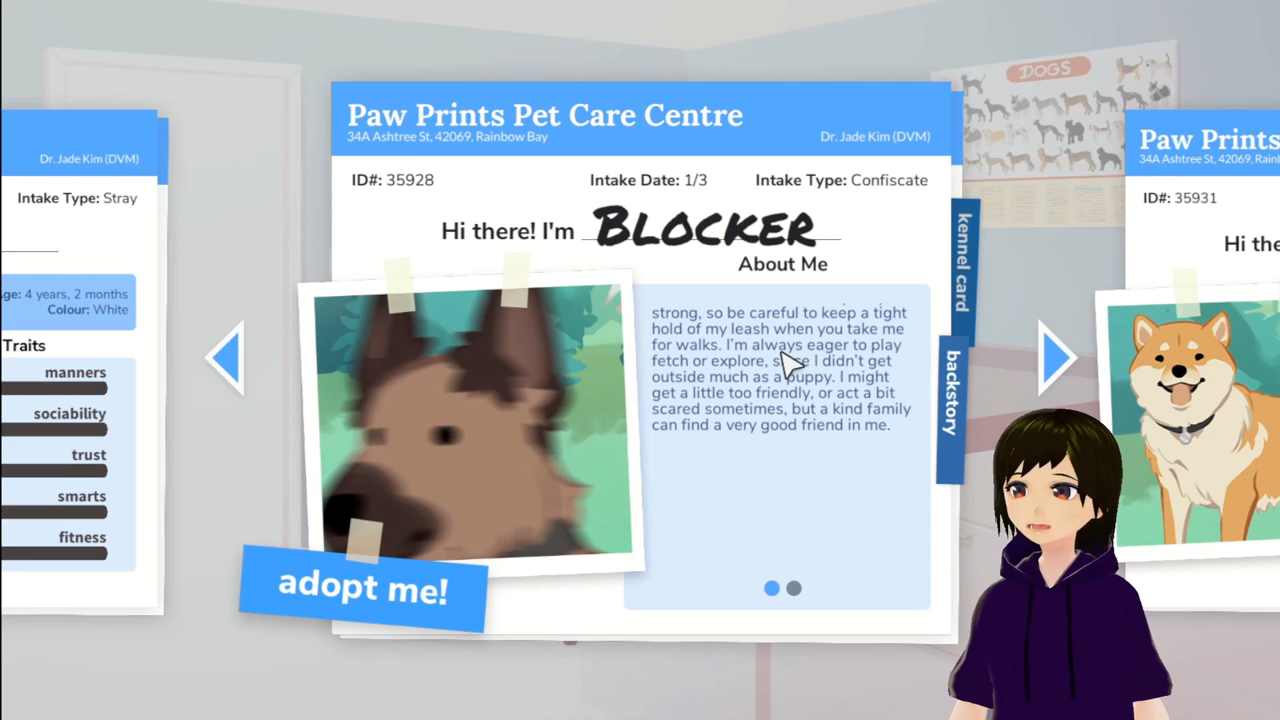 DOGS
Paw Prints Pet Care Centre
34A Ashtree St, 42069, Rainbow Bay
Dr. Jade Kim (DVM)
ID#: 35928
Intake Date: 1/3
Intake Type: Confiscate
Hi there! I'm BLOCKER
About Me
strong, so be careful to keep a tight
hold of my leash when you take me
for walks. I'm always eager to play
fetch or explore, since I didn't get
outside much as a puppy. I might
get a little too friendly, or act a bit
scared sometimes, but a kind family
can find a very good friend in me.
adopt me!
kennel card
backstory
Dr. Jade Kim (DVM)
Intake Type: Stray
ge: 4 years, 2 months
Colour: White
Traits
manners
sociability
trust
smarts
fitness
Paw Prints
34A Ashtree St, 42069, Rain
ID#: 35931
Hi the